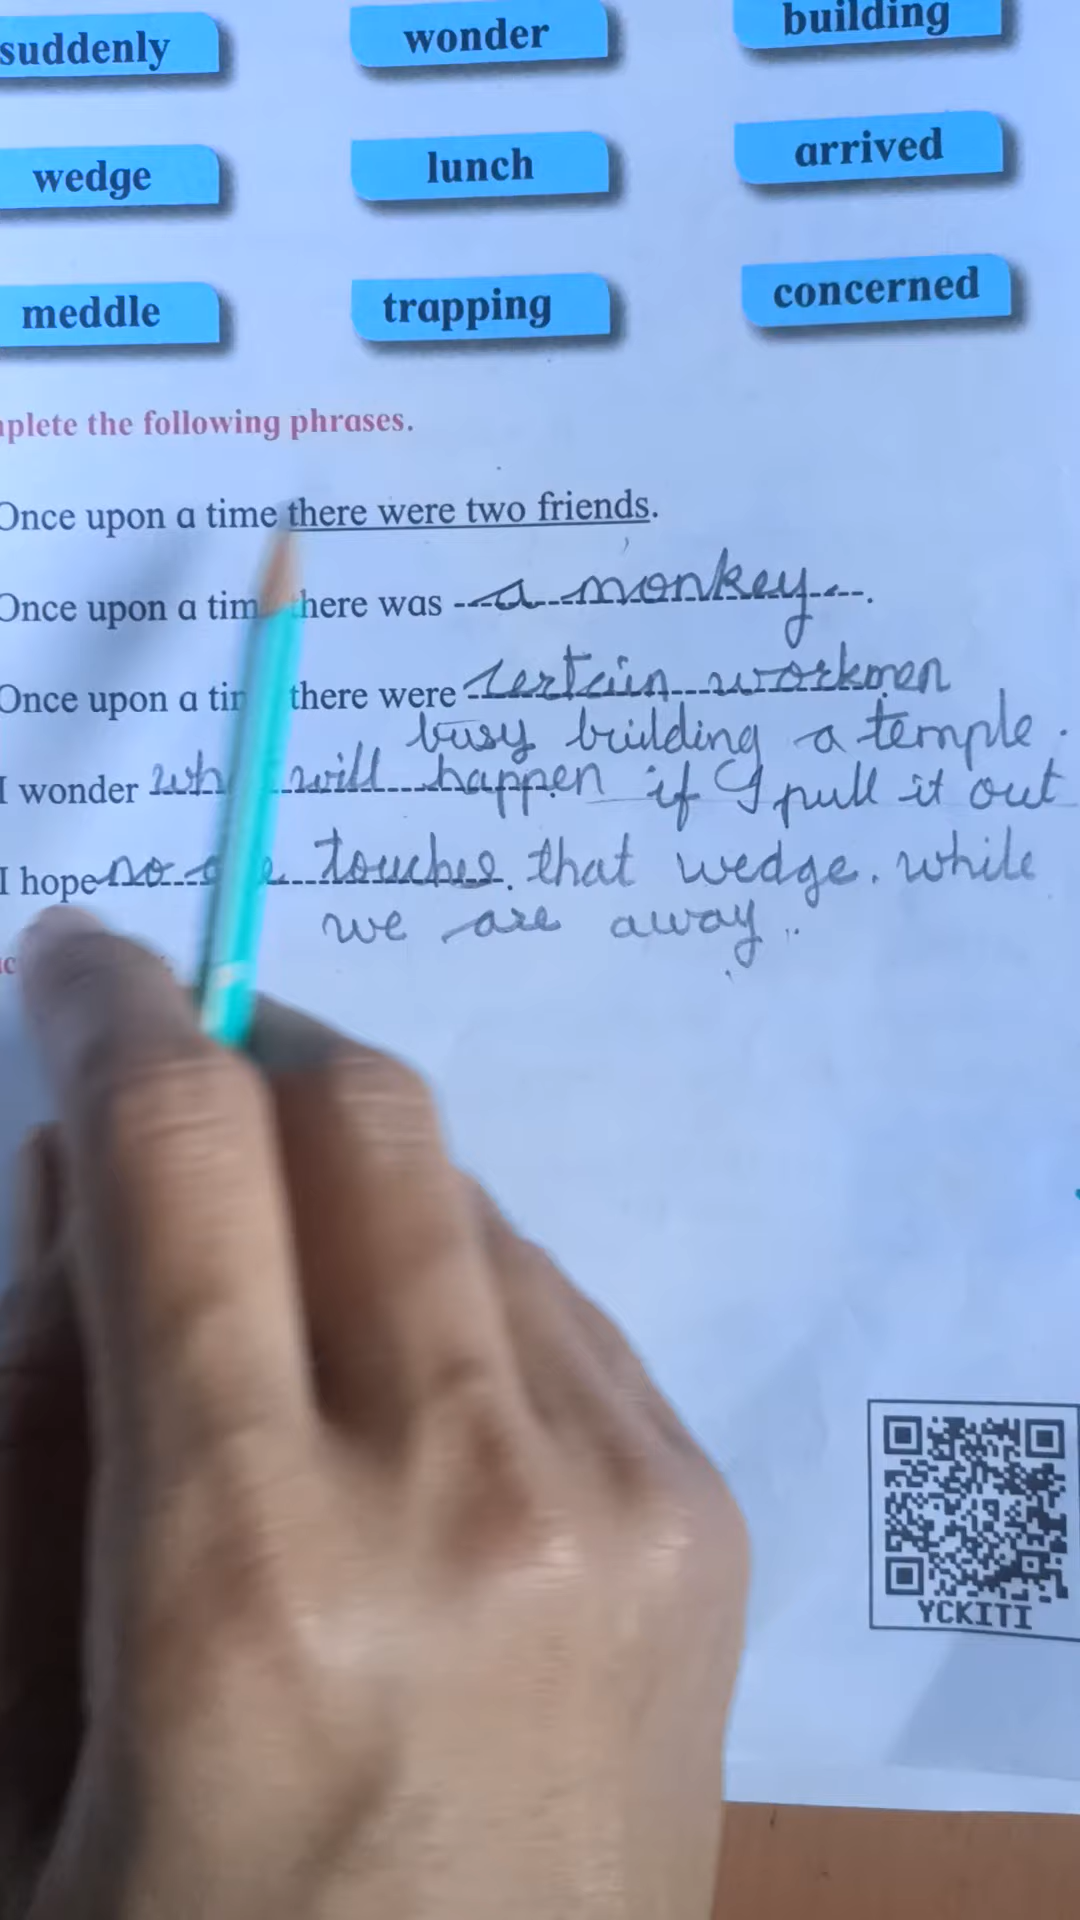 suddenly wonder building
wedge lunch arrived
meddle trapping concerned
plete the following phrases.
Once upon a time there were two friends.
Once upon a tim here was a monkey.
Once upon a there were certain workmen
busy building a temple.
I wonder will happen if I pull it out
I hope no touches that wedge. while
we are away.
YCKITI